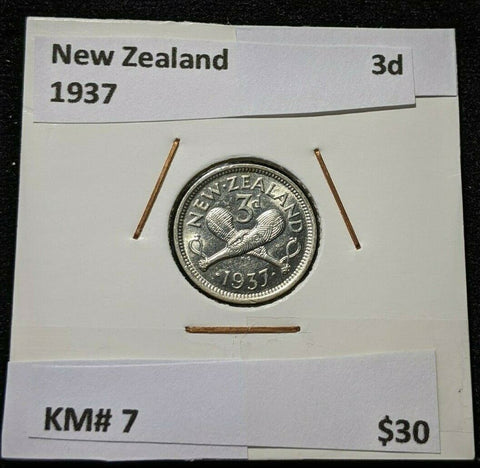 New Zealand 3d
1937
NEW·ZEALAND
3d
·1937·
KM# 7 $30